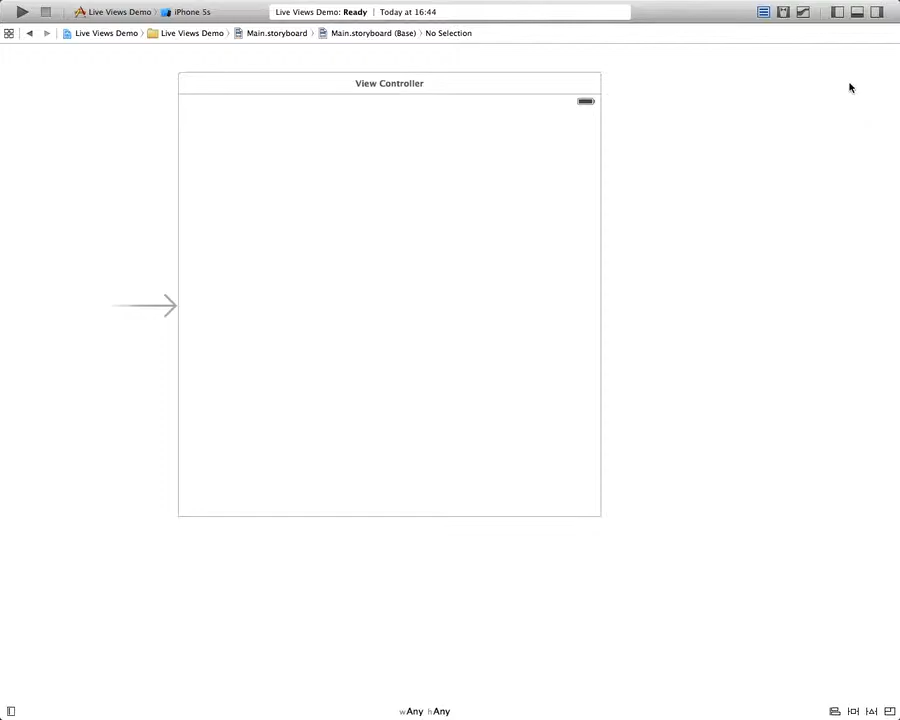 Live Views Demo iPhone 5s Live Views Demo: Ready | Today at 16:44
Live Views Demo Live Views Demo Main.storyboard Main.storyboard (Base) No Selection
View Controller
wAny hAny